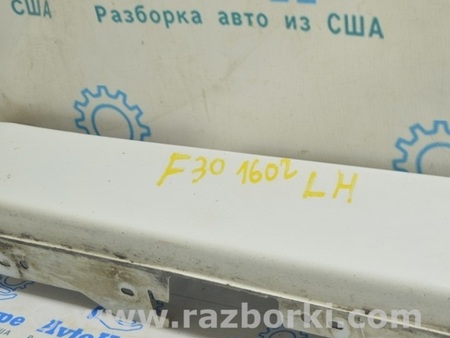 США
Разборка авто из США
F30 1602 LH
www.razborki.com